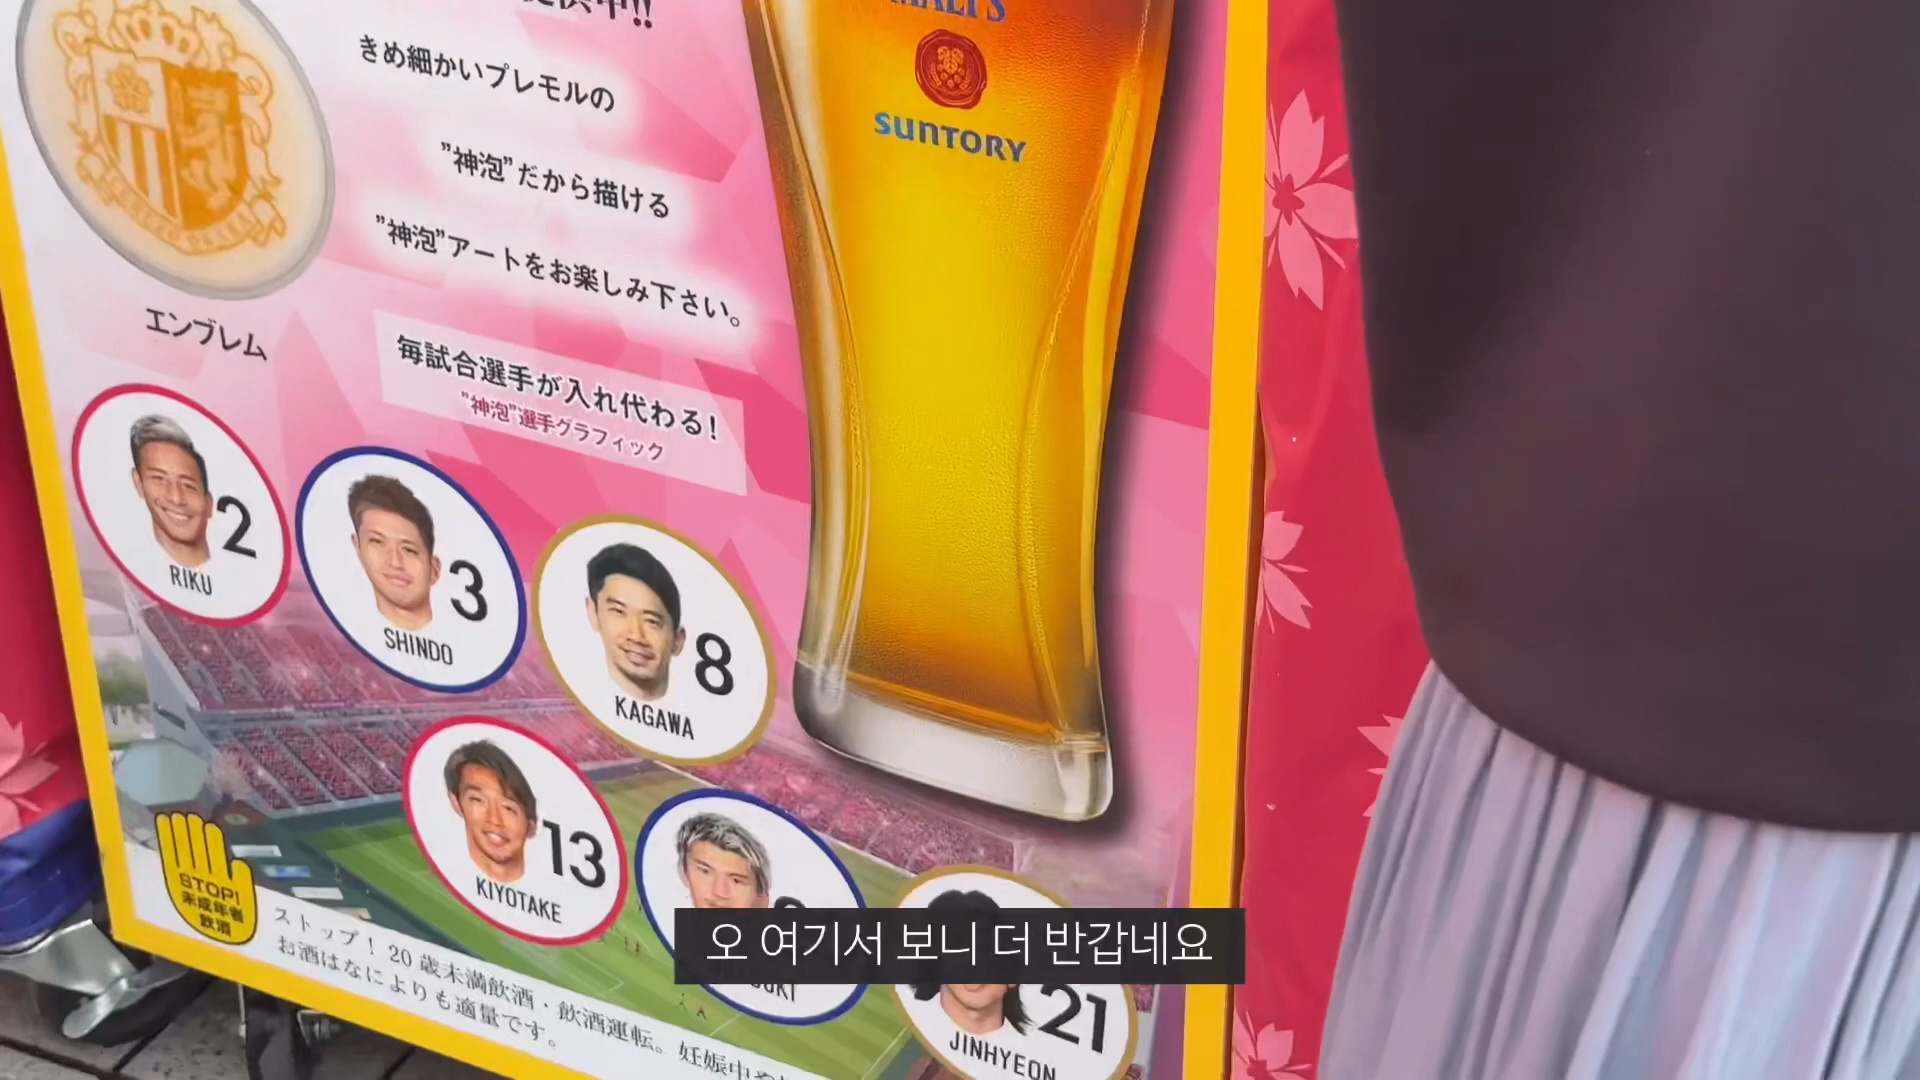 きめ細かいプレモルの
"神泡"だから描ける
"神泡"アートをお楽しみ下さい。
SUNTORY
エンブレム
毎試合選手が入れ代わる!
"神泡"選手グラフィック
2
RIKU
3
SHINDO
8
KAGAWA
13
KIYOTAKE
21
JINHYEON
STOP!
未成年者
飲酒
ストップ! 20 歳未満飲酒・飲酒運転。妊娠中や
お酒はなによりも適量です。
오 여기서 보니 더 반갑네요